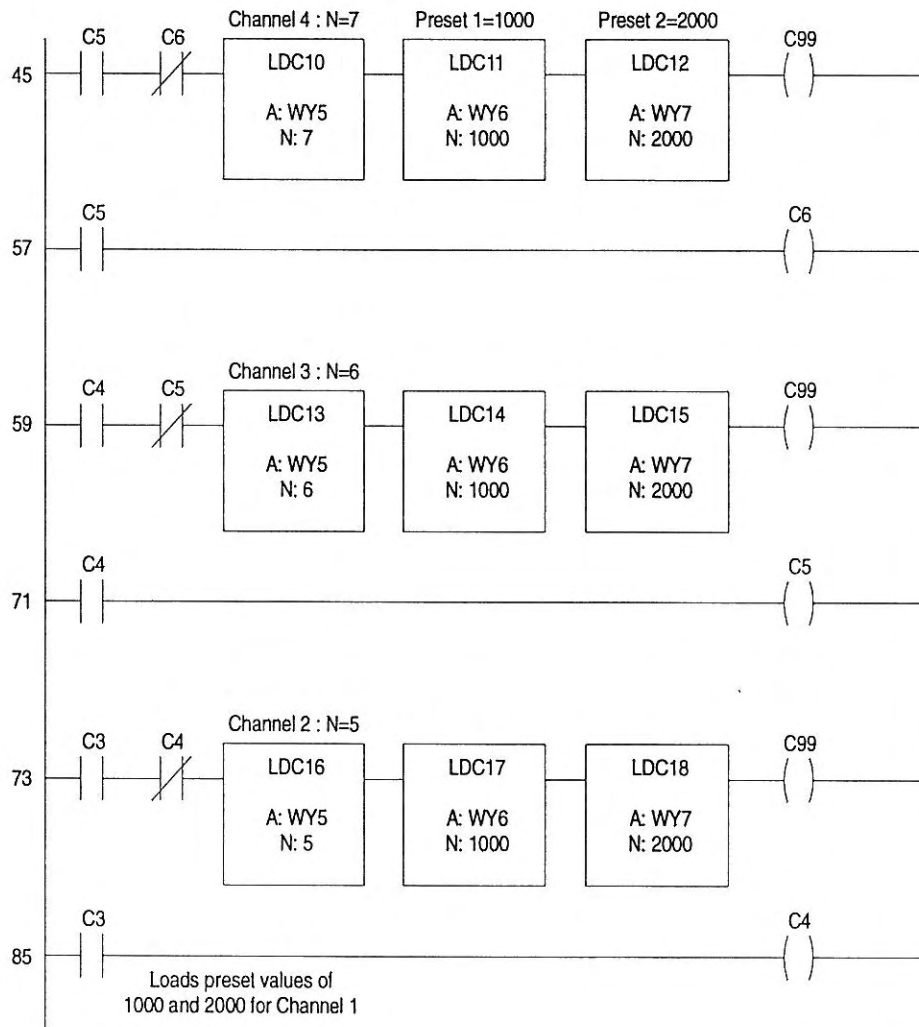 Channel 4 : N=7 Preset 1=1000 Preset 2=2000
C5 C6 C99
45
LDC10 LDC11 LDC12
A: WY5 A: WY6 A: WY7
N: 7 N: 1000 N: 2000
C5 C6
57
Channel 3 : N=6
C4 C5 C99
59
LDC13 LDC14 LDC15
A: WY5 A: WY6 A: WY7
N: 6 N: 1000 N: 2000
C4 C5
71
Channel 2 : N=5
C3 C4 C99
73
LDC16 LDC17 LDC18
A: WY5 A: WY6 A: WY7
N: 5 N: 1000 N: 2000
C3 C4
85
Loads preset values of
1000 and 2000 for Channel 1